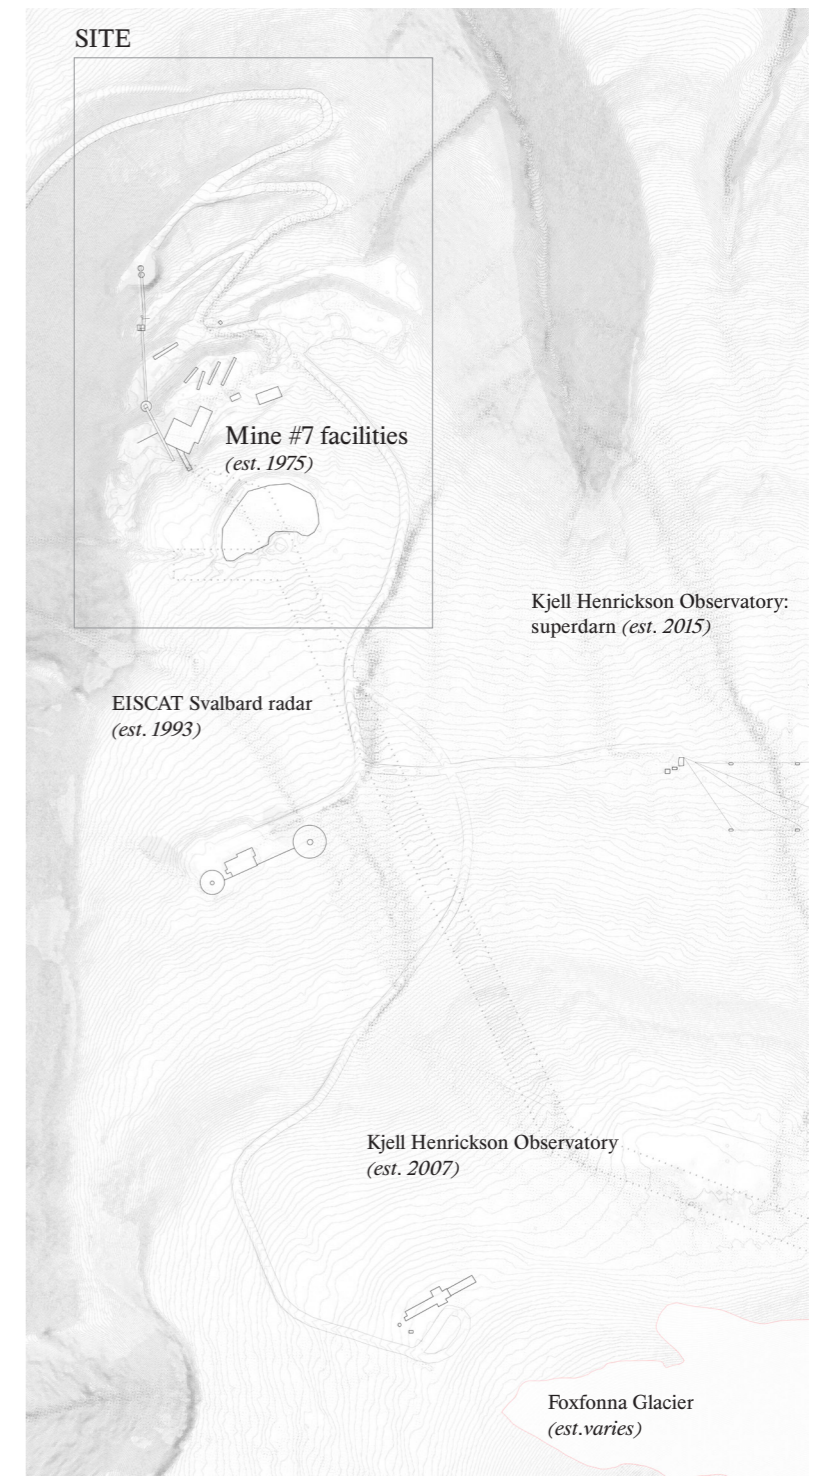 SITE
Mine #7 facilities
(est. 1975)
Kjell Henrickson Observatory:
superdarn (est. 2015)
EISCAT Svalbard radar
(est. 1993)
Kjell Henrickson Observatory
(est. 2007)
Foxfonna Glacier
(est.varies)